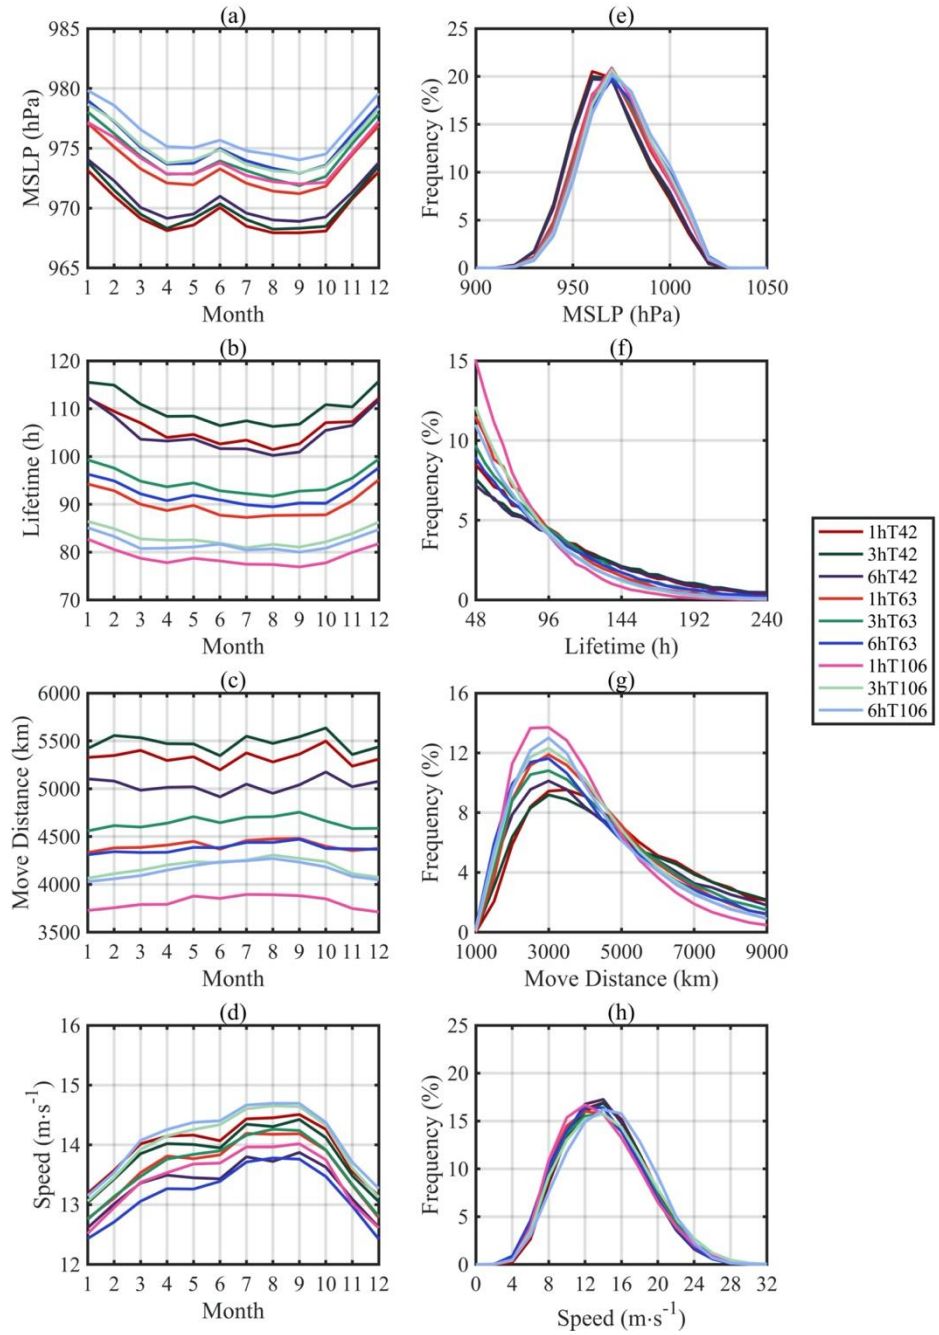 (a)
985
980
975
970
965
MSLP (hPa)
1 2 3 4 5 6 7 8 9 10 11 12
Month
(e)
25
20
15
10
5
0
Frequency (%)
900 950 1000 1050
MSLP (hPa)
(b)
120
110
100
90
80
70
Lifetime (h)
1 2 3 4 5 6 7 8 9 10 11 12
Month
(f)
15
10
5
0
Frequency (%)
48 96 144 192 240
Lifetime (h)
1hT42
3hT42
6hT42
1hT63
3hT63
6hT63
1hT106
3hT106
6hT106
(c)
6000
5500
5000
4500
4000
3500
Move Distance (km)
1 2 3 4 5 6 7 8 9 10 11 12
Month
(g)
16
12
8
4
0
Frequency (%)
1000 3000 5000 7000 9000
Move Distance (km)
(d)
16
15
14
13
12
Speed (m·s⁻¹)
1 2 3 4 5 6 7 8 9 10 11 12
Month
(h)
25
20
15
10
5
0
Frequency (%)
0 4 8 12 16 20 24 28 32
Speed (m·s⁻¹)